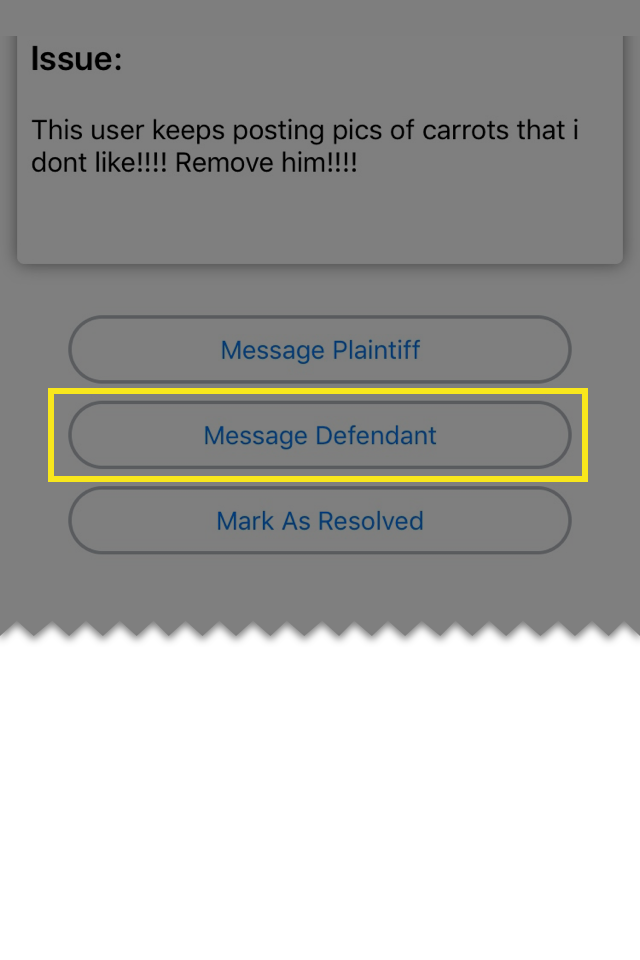 Issue:
This user keeps posting pics of carrots that i
dont like!!!! Remove him!!!!
Message Plaintiff
Message Defendant
Mark As Resolved